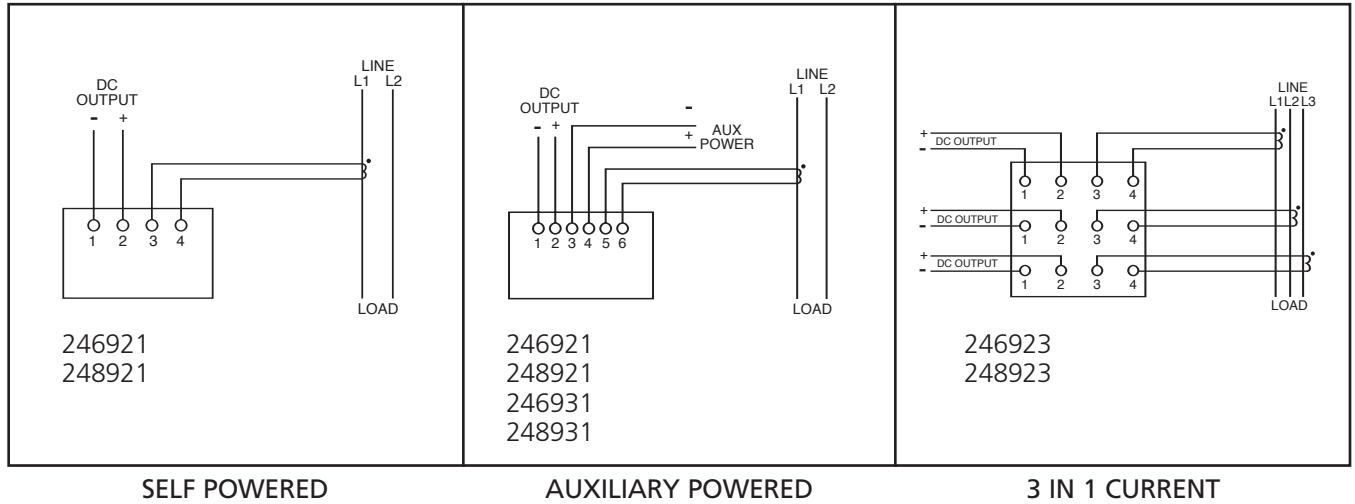 LINE
L1 L2
DC
OUTPUT
- +
1 2 3 4
LOAD
246921
248921
SELF POWERED
LINE
L1 L2
DC
OUTPUT
- +
-
+ AUX
POWER
1 2 3 4 5 6
LOAD
246921
248921
246931
248931
AUXILIARY POWERED
LINE
L1 L2 L3
+
- DC OUTPUT
1 2 3 4
+
- DC OUTPUT
1 2 3 4
+
- DC OUTPUT
1 2 3 4
LOAD
246923
248923
3 IN 1 CURRENT